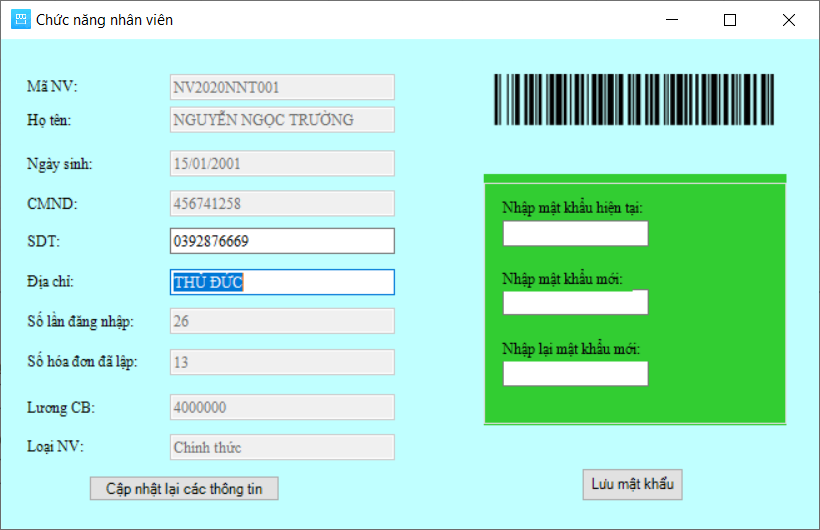 Chức năng nhân viên
Mã NV: NV2020NNT001
Họ tên: NGUYỄN NGỌC TRƯỜNG
Ngày sinh: 15/01/2001
CMND: 456741258
SDT: 0392876669
Địa chỉ: THỦ ĐỨC
Số lần đăng nhập: 26
Số hóa đơn đã lập: 13
Lương CB: 4000000
Loại NV: Chính thức
Cập nhật lại các thông tin
Nhập mật khẩu hiện tại:
Nhập mật khẩu mới:
Nhập lại mật khẩu mới:
Lưu mật khẩu